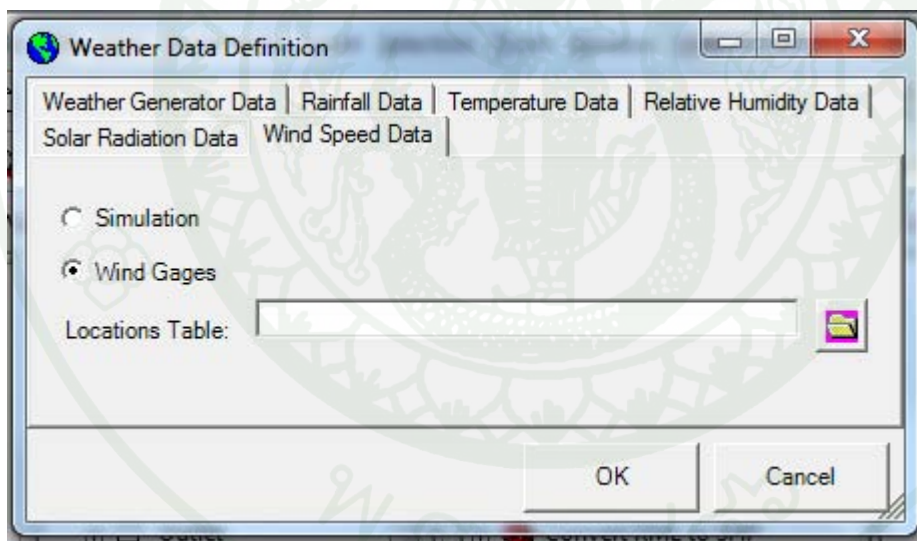 Weather Data Definition
Weather Generator Data Rainfall Data Temperature Data Relative Humidity Data
Solar Radiation Data Wind Speed Data
Simulation
Wind Gages
Locations Table:
OK Cancel